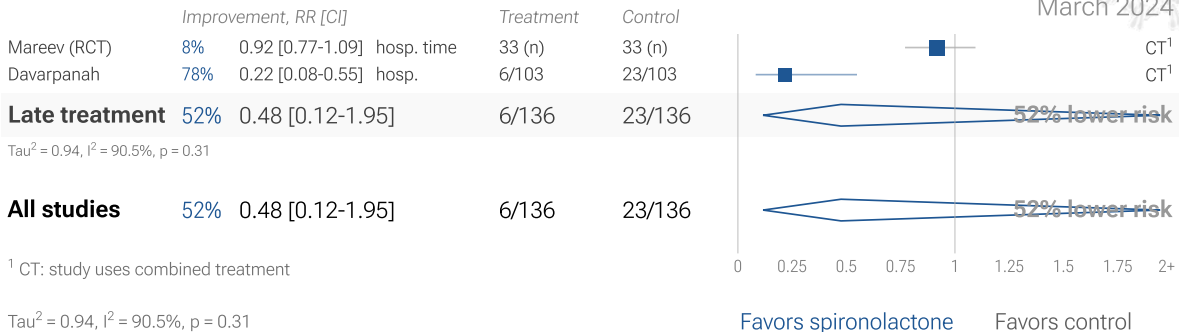 March 2024
Improvement, RR [CI] Treatment Control
Mareev (RCT) 8% 0.92 [0.77-1.09] hosp. time 33 (n) 33 (n) CT¹
Davarpanah 78% 0.22 [0.08-0.55] hosp. 6/103 23/103 CT¹
Late treatment 52% 0.48 [0.12-1.95] 6/136 23/136 52% lower risk
Tau² = 0.94, I² = 90.5%, p = 0.31
All studies 52% 0.48 [0.12-1.95] 6/136 23/136 52% lower risk
¹ CT: study uses combined treatment
0 0.25 0.5 0.75 1 1.25 1.5 1.75 2+
Tau² = 0.94, I² = 90.5%, p = 0.31 Favors spironolactone Favors control